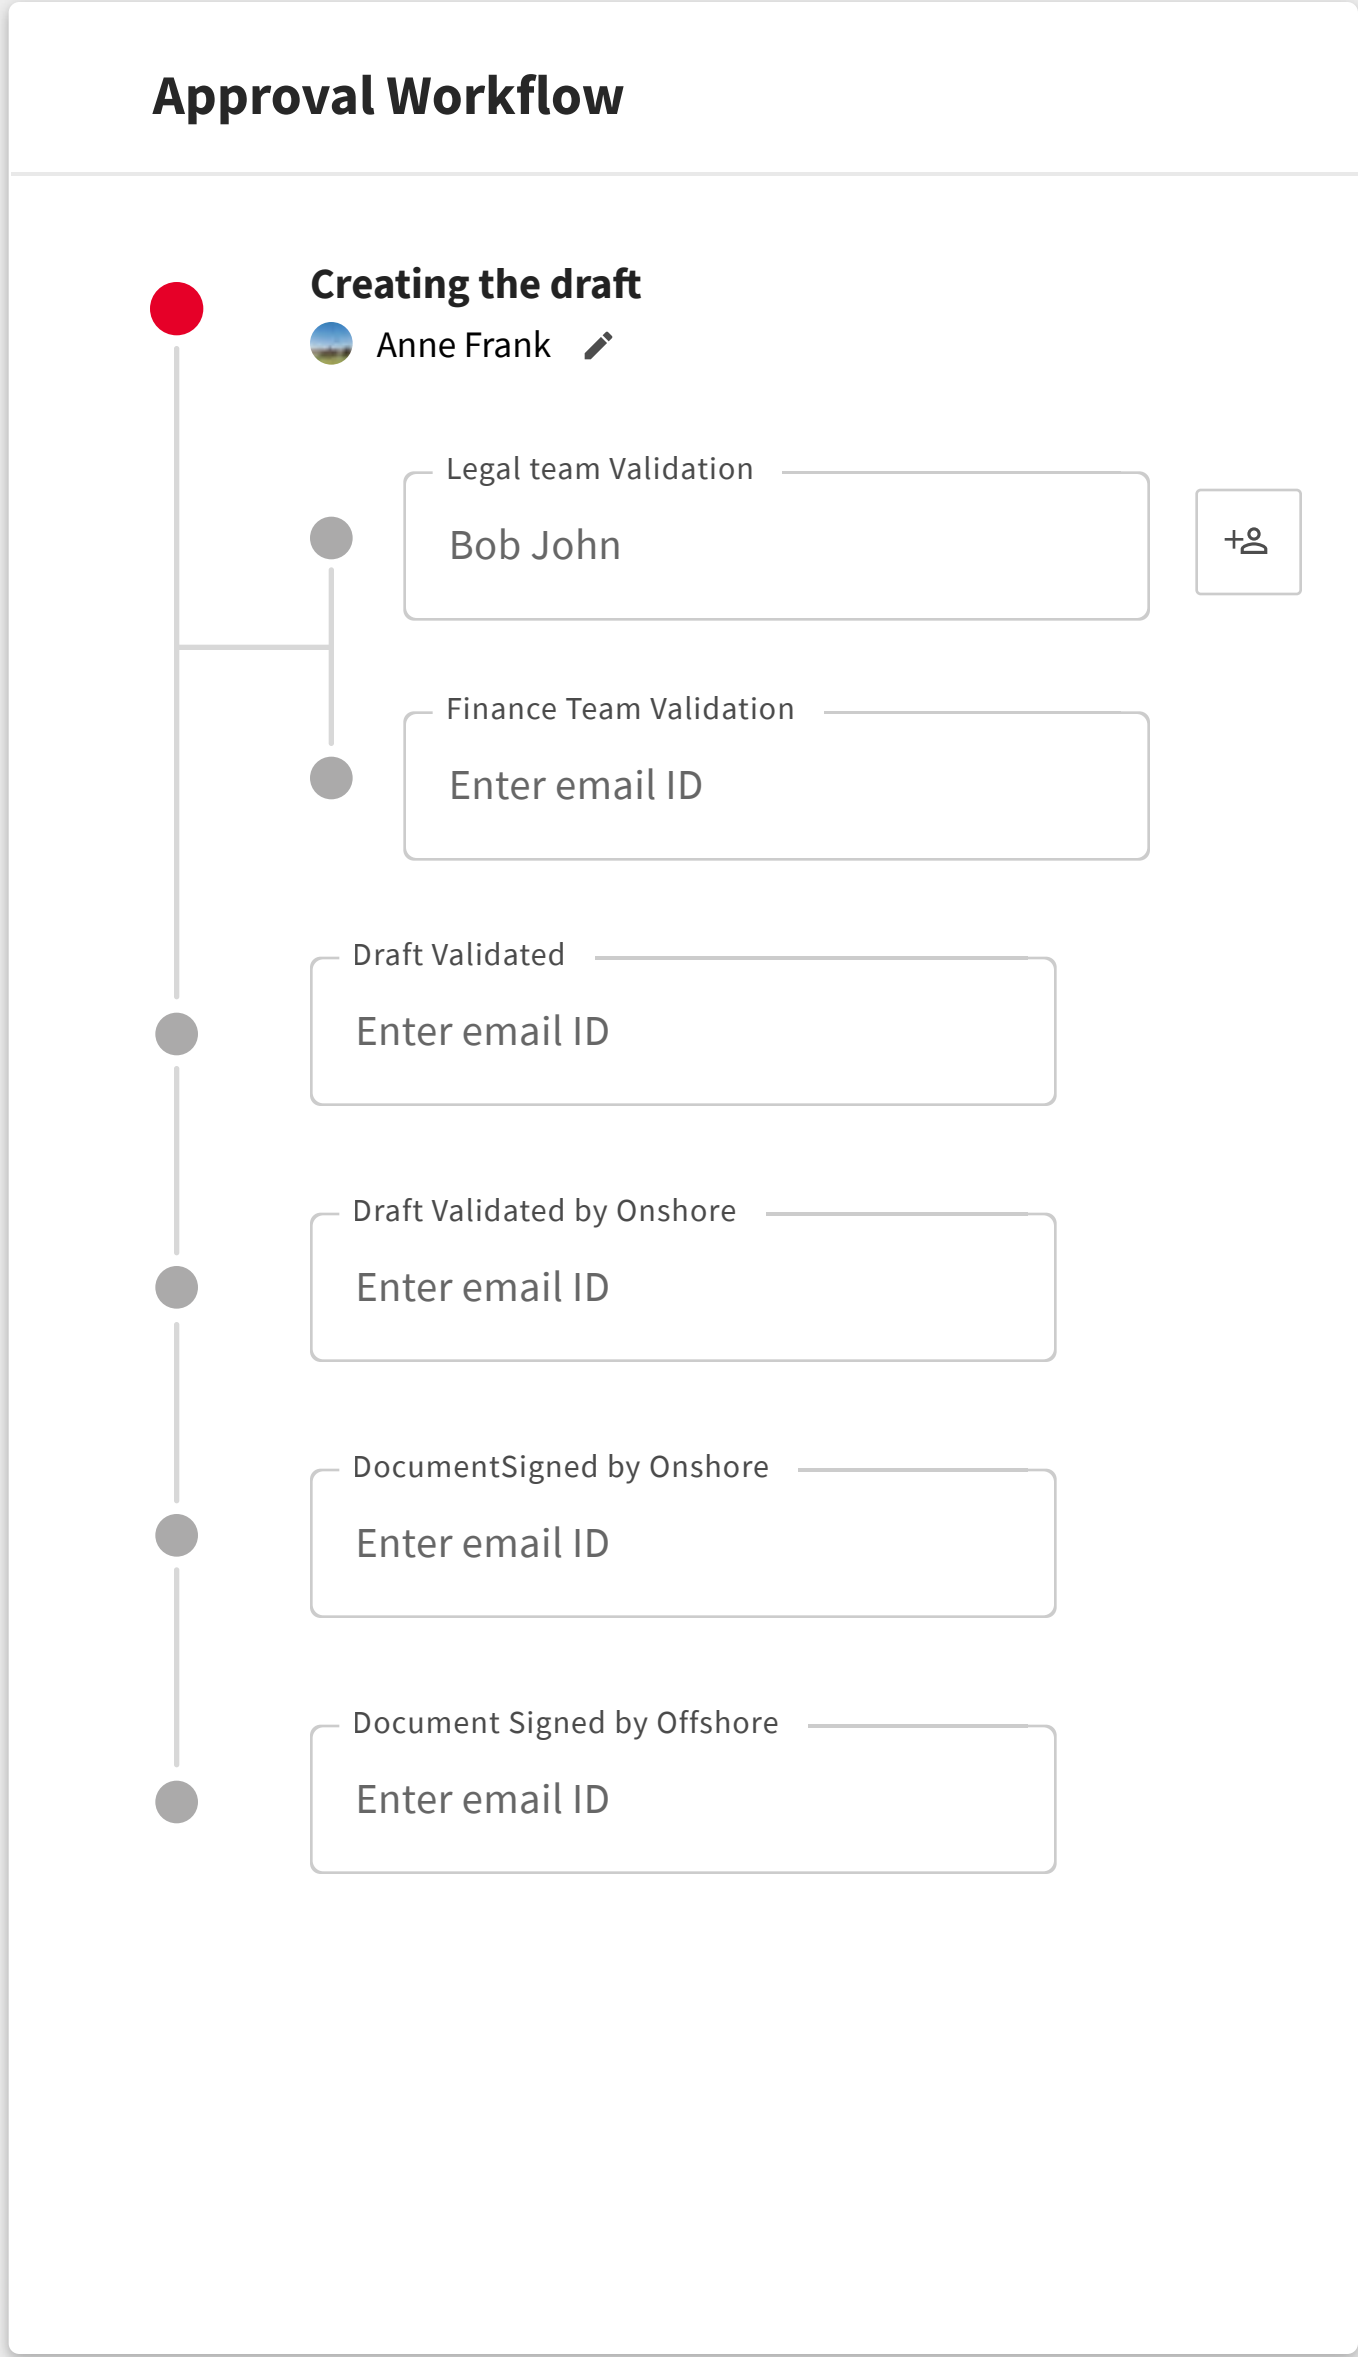 Approval Workflow
Creating the draft
Anne Frank
Legal team Validation
Bob John
Finance Team Validation
Enter email ID
Draft Validated
Enter email ID
Draft Validated by Onshore
Enter email ID
DocumentSigned by Onshore
Enter email ID
Document Signed by Offshore
Enter email ID